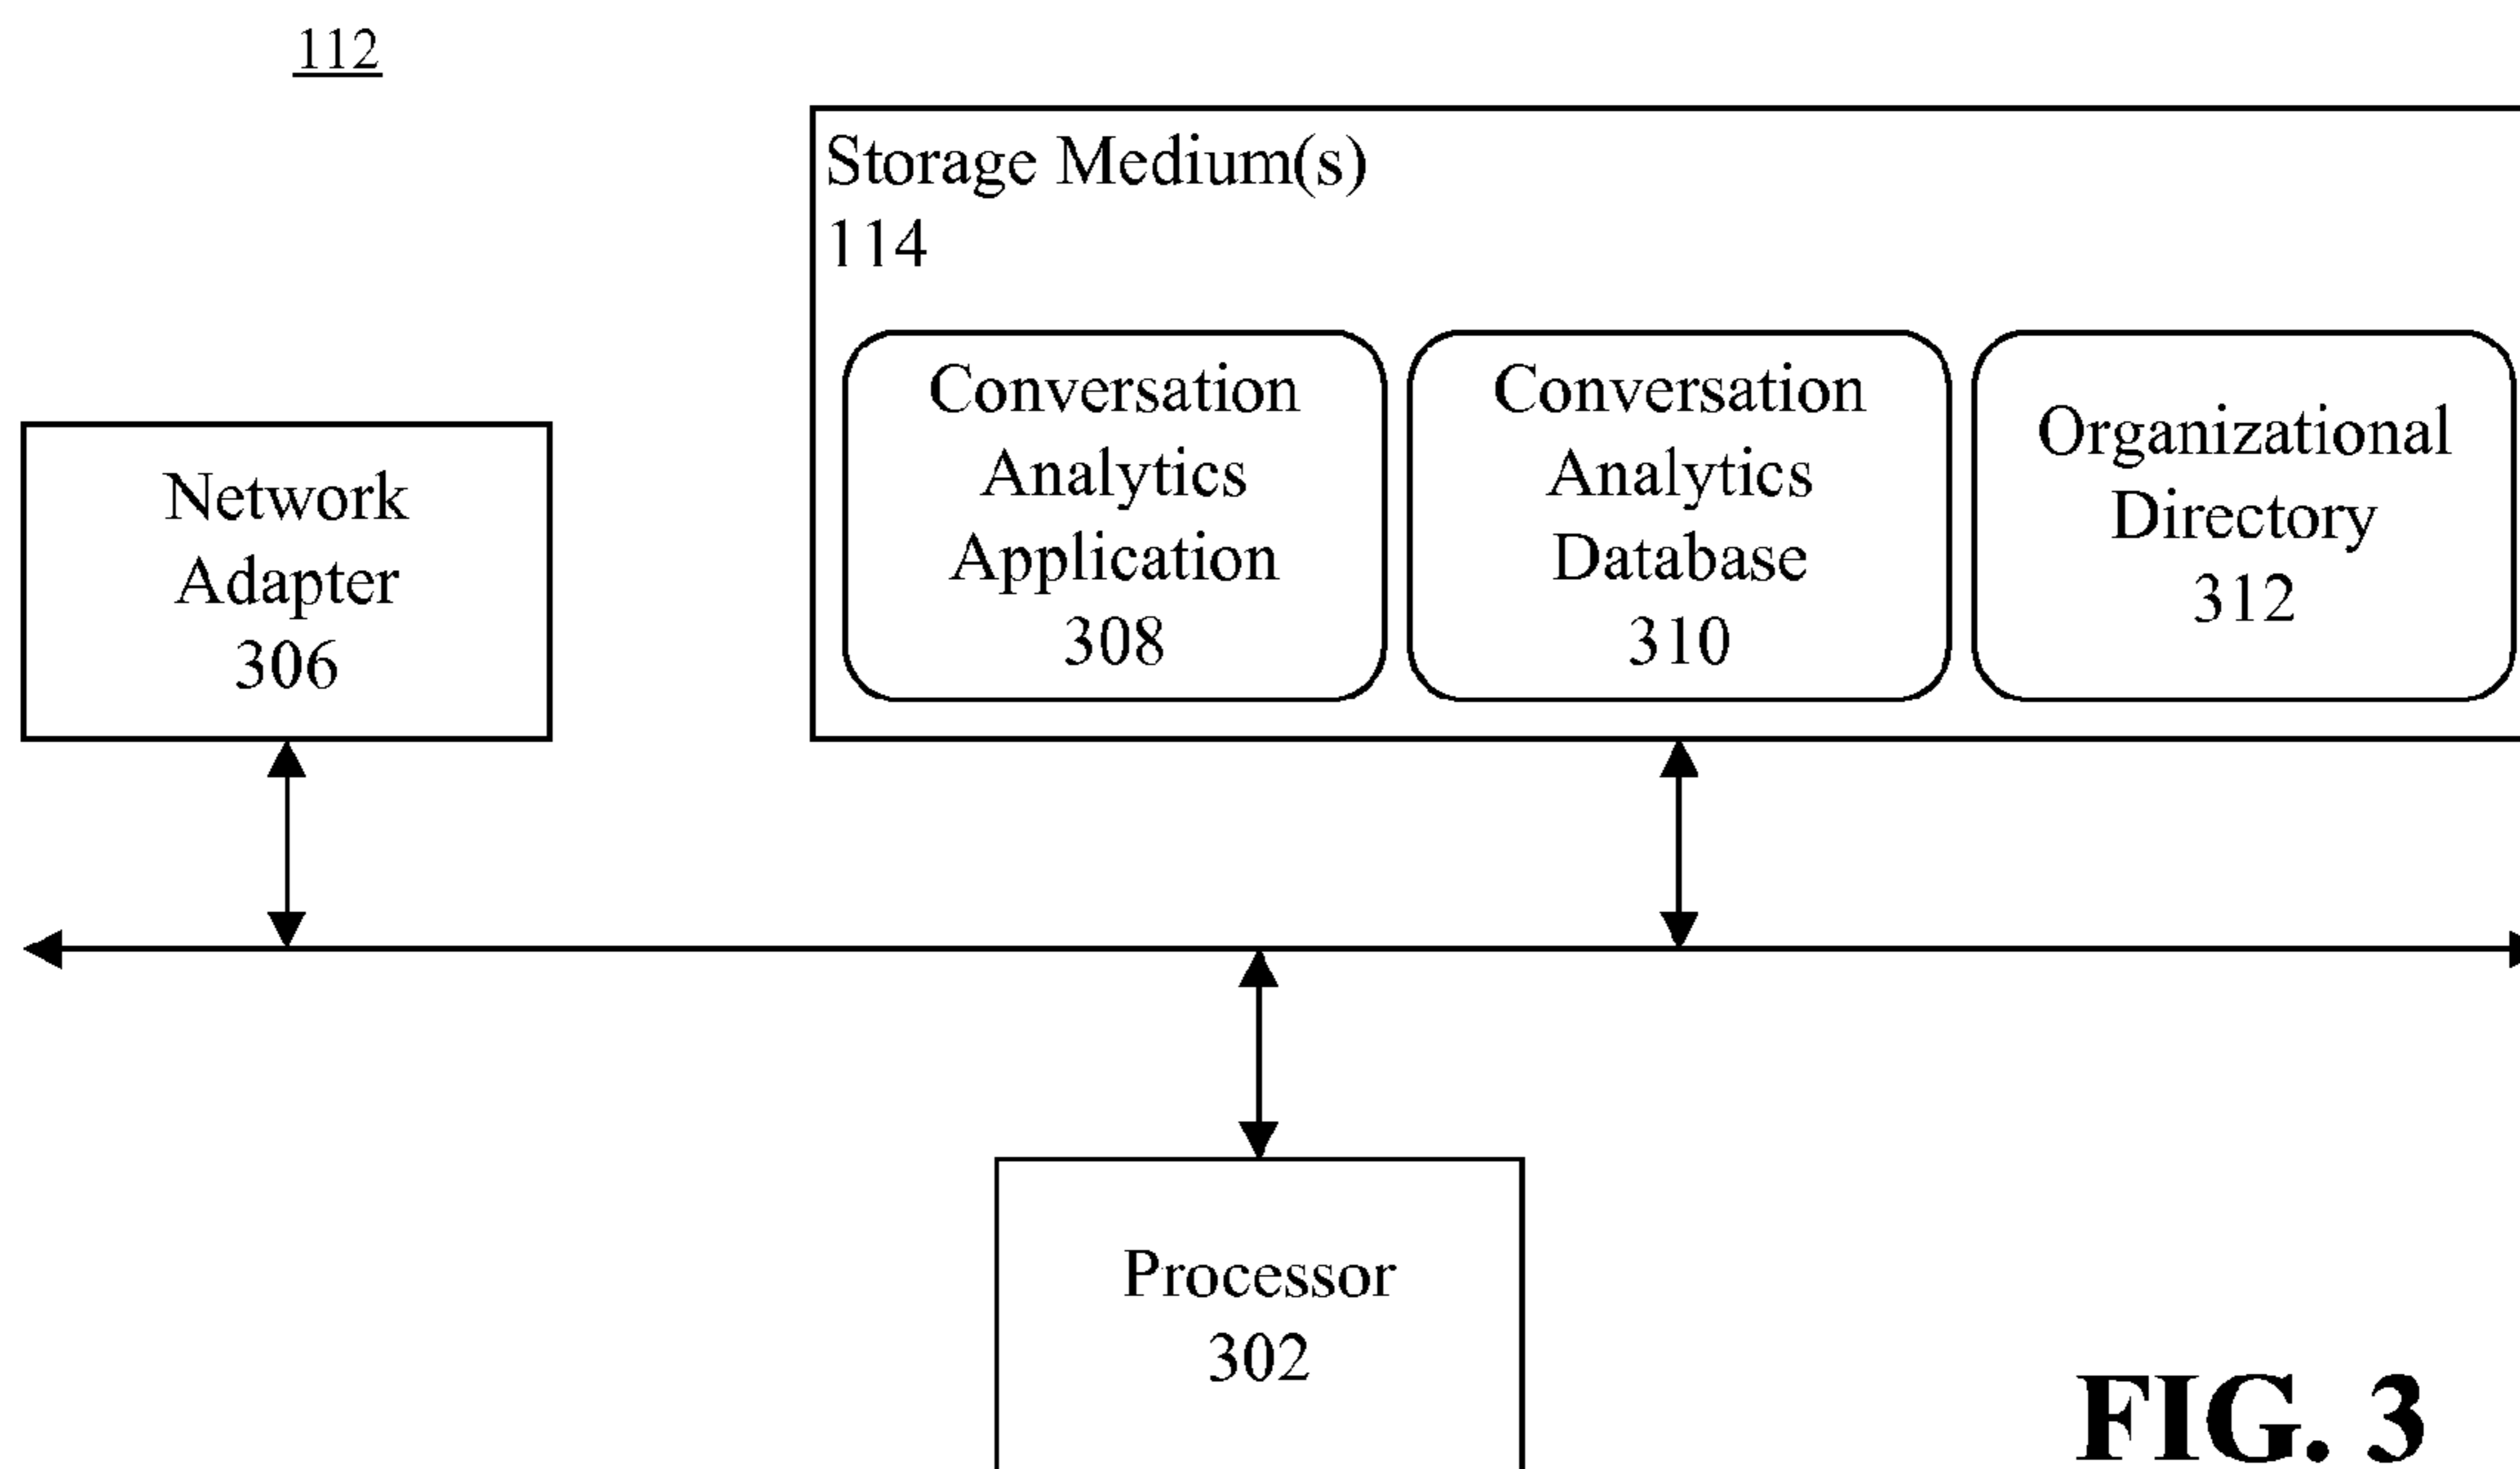 112
Storage Medium(s)
114
Conversation
Analytics
Application
308
Conversation
Analytics
Database
310
Organizational
Directory
312
Network
Adapter
306
Processor
302
FIG. 3